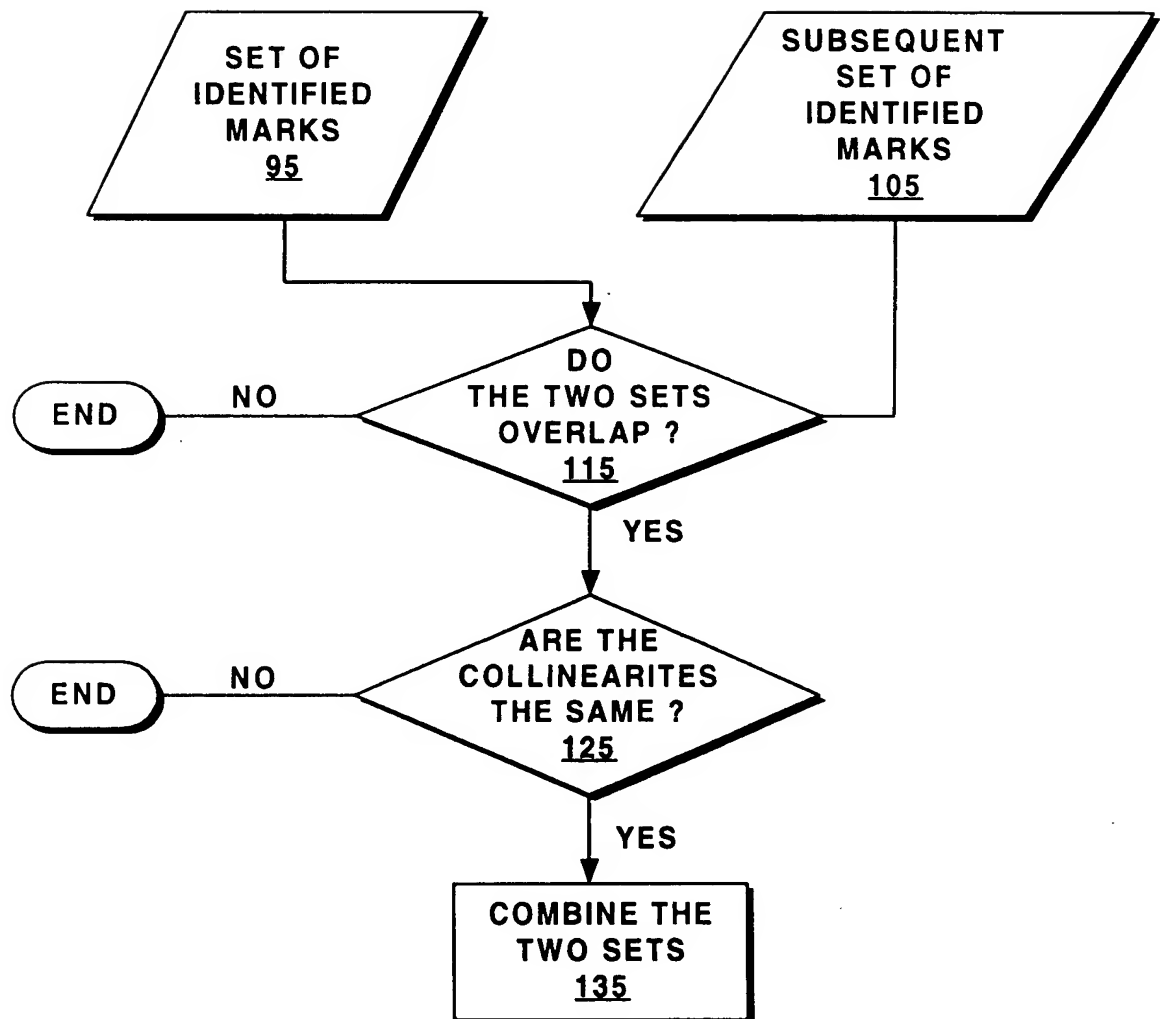 SET OF
IDENTIFIED
MARKS
95
SUBSEQUENT
SET OF
IDENTIFIED
MARKS
105
DO
THE TWO SETS
OVERLAP ?
115
NO
END
YES
ARE THE
COLLINEARITES
THE SAME ?
125
NO
END
YES
COMBINE THE
TWO SETS
135